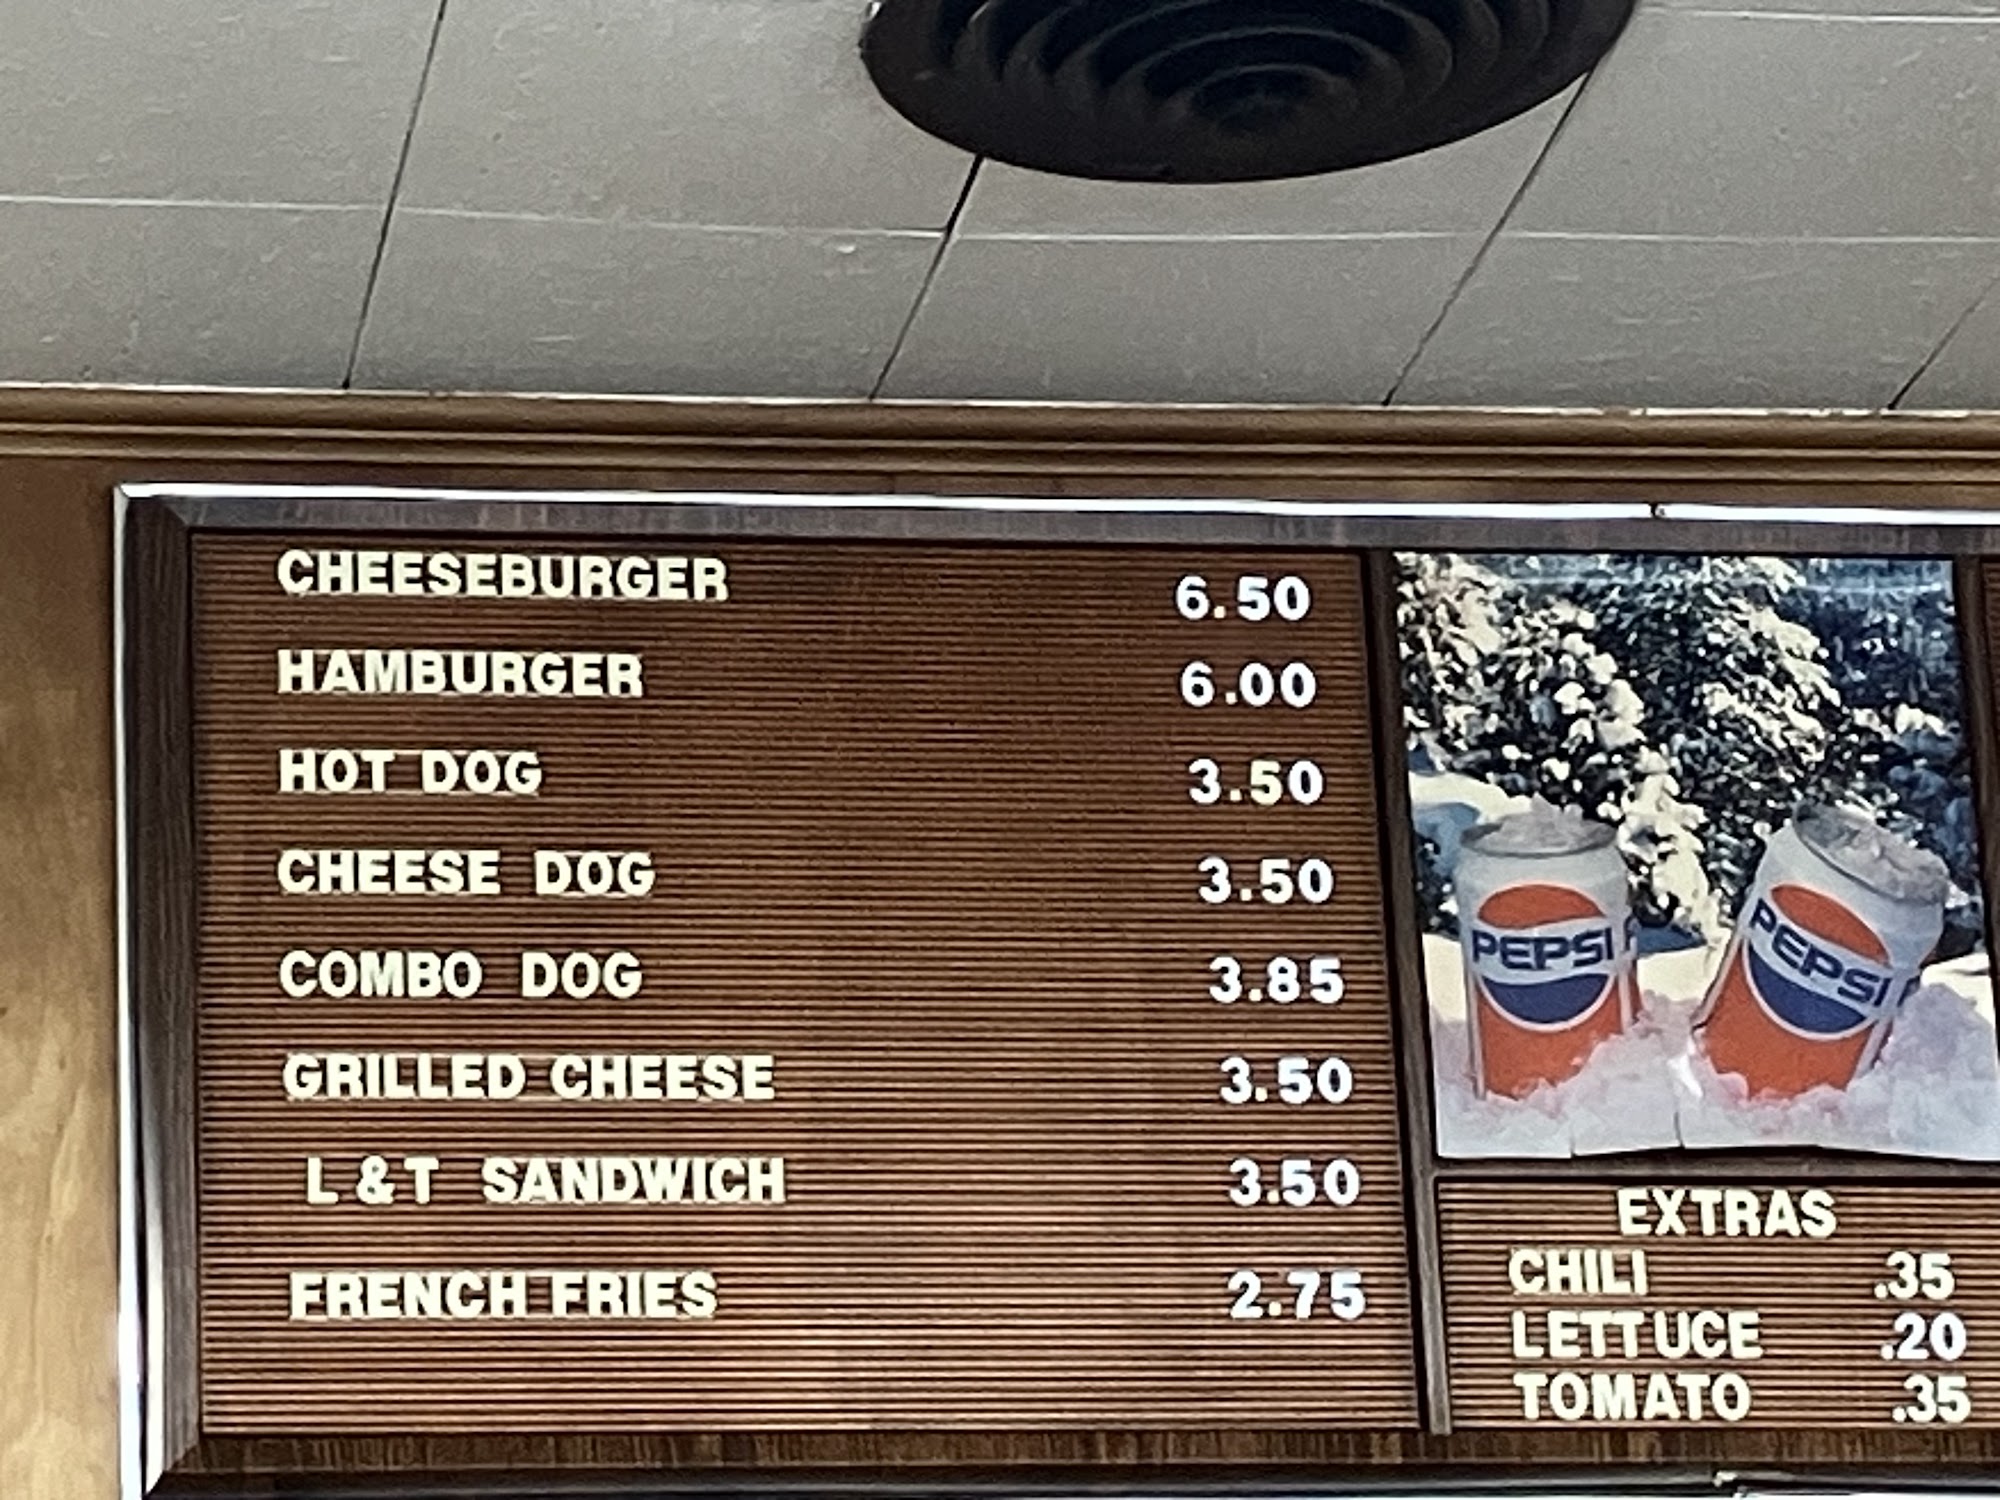 CHEESEBURGER 6.50
HAMBURGER 6.00
HOT DOG 3.50
CHEESE DOG 3.50
COMBO DOG 3.85
GRILLED CHEESE 3.50
L & T SANDWICH 3.50
FRENCH FRIES 2.75
PEPSI
PEPSI
EXTRAS
CHILI .35
LETTUCE .20
TOMATO .35